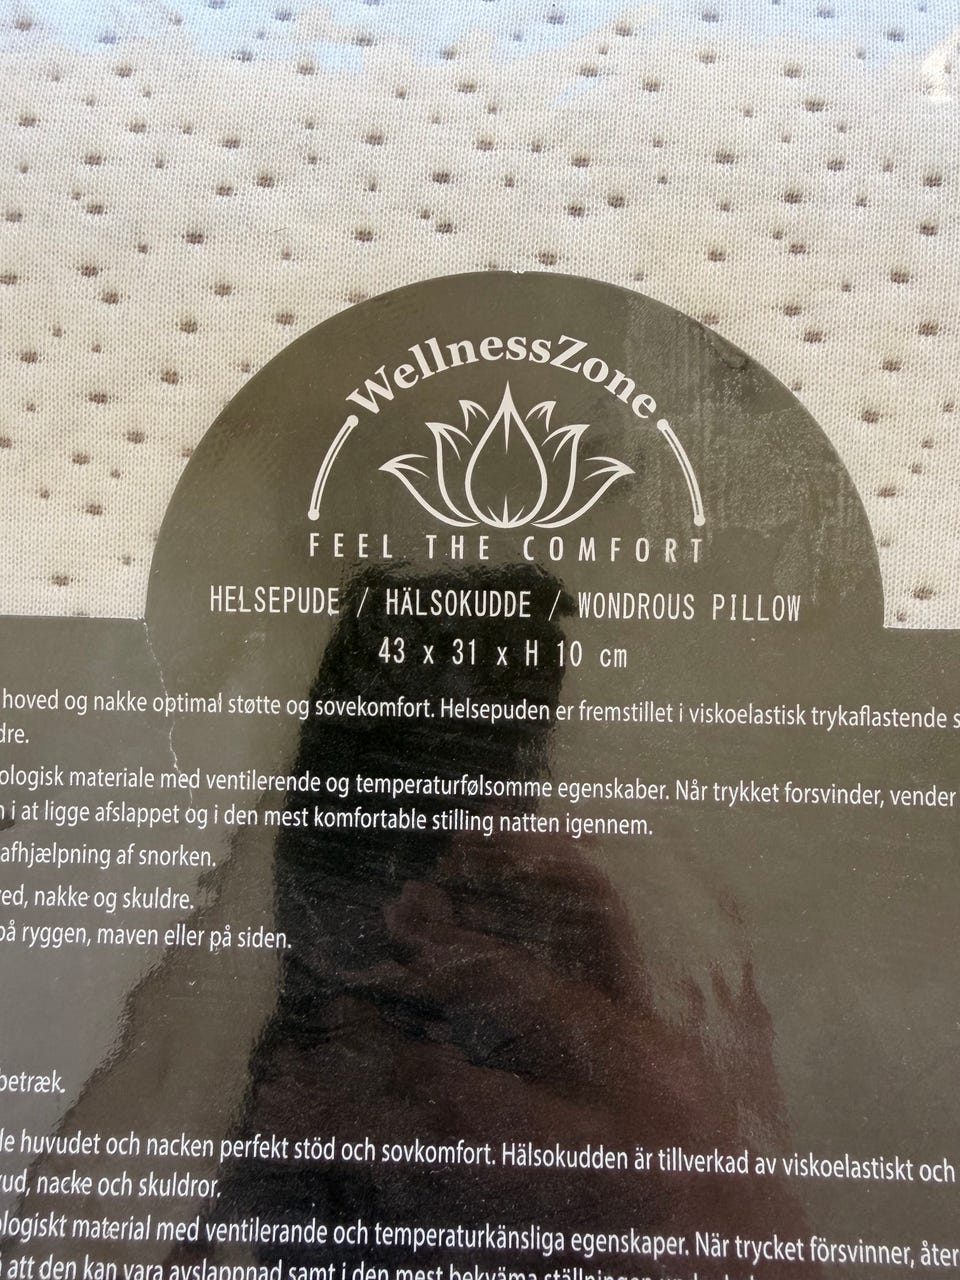 WellnessZone
FEEL THE COMFORT
HELSEPUDE / HÄLSOKUDDE / WONDROUS PILLOW
43 x 31 x H 10 cm
hoved og nakke optimal støtte og sovekomfort. Helsepuden er fremstillet i viskoelastisk trykaflastende
dre.
ologisk materiale med ventilerende og temperaturfølsomme egenskaber. Når trykket forsvinder, vender
i at ligge afslappet og i den mest komfortable stilling natten igennem.
afhjælpning af snorken.
ed, nakke og skuldre.
på ryggen, maven eller på siden.
betræk.
de huvudet och nacken perfekt stöd och sovkomfort. Hälsokudden är tillverkad av viskoelastiskt och
ud, nacke och skuldror.
ologiskt material med ventilerande och temperaturkänsliga egenskaper. När trycket försvinner, åter
att den kan vara avslappnad samt i den mest bekväma ställningen